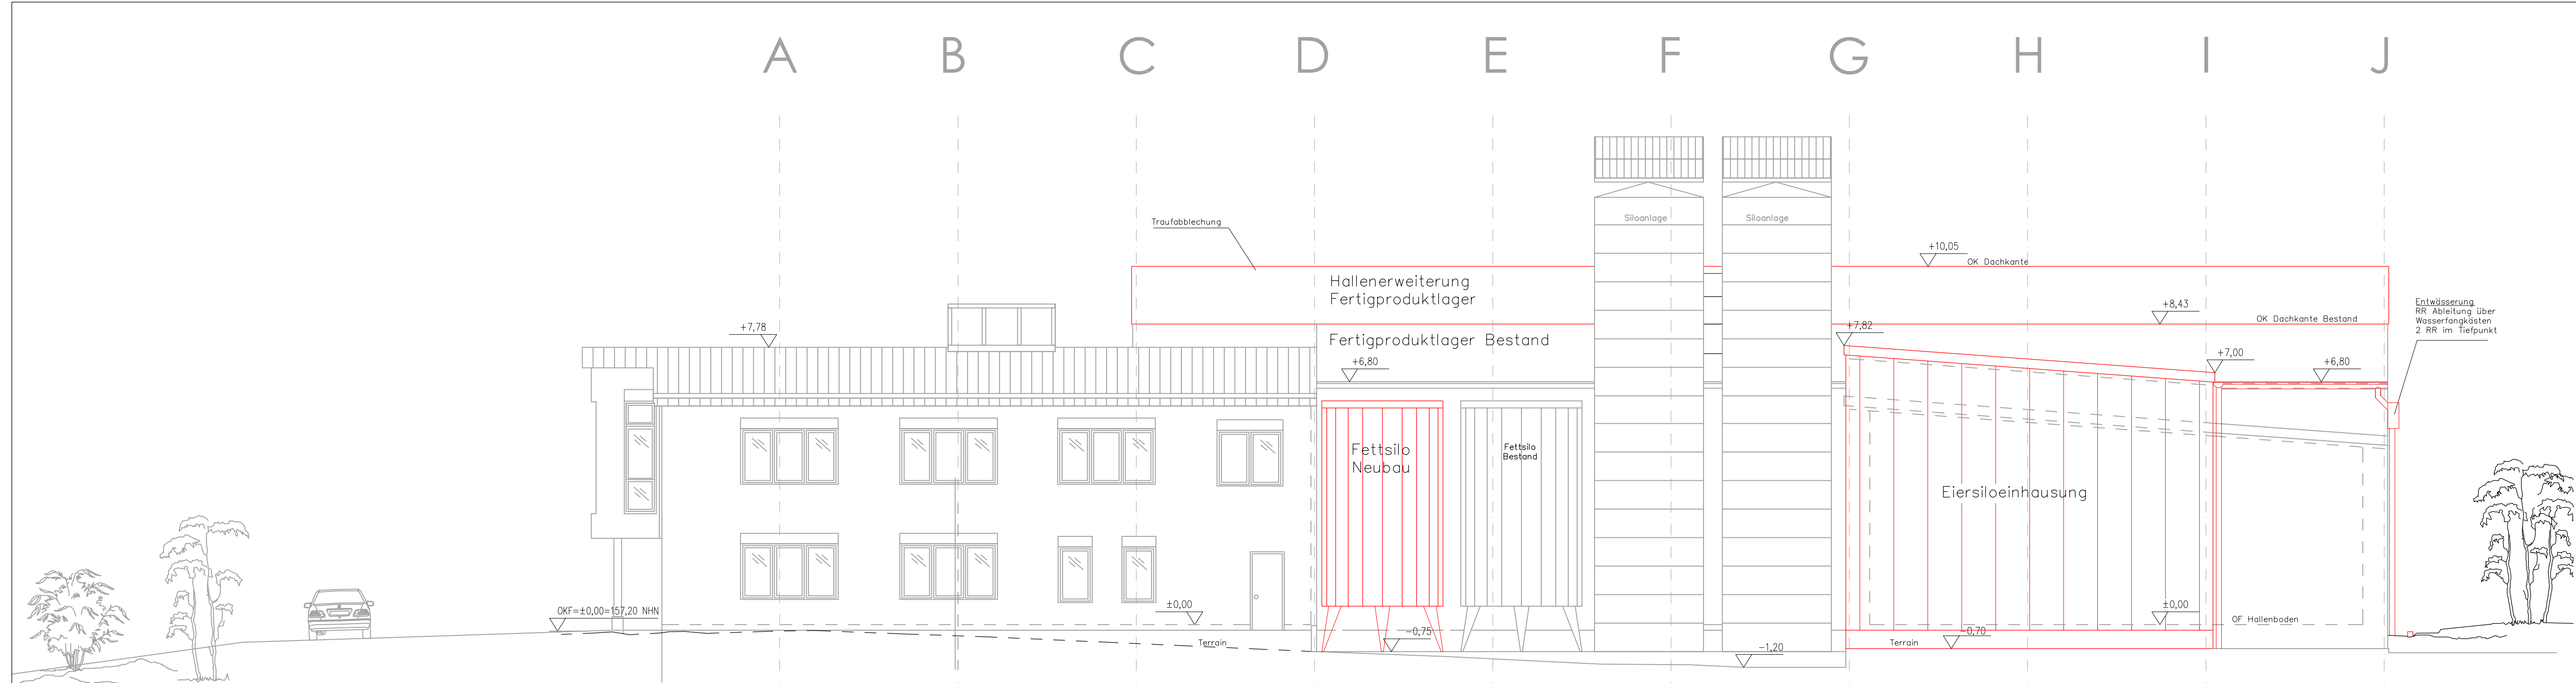 A B C D E F G H I J
Siloanlage Siloanlage
Traufabblechung
+10,05
OK Dachkante
Hallenerweiterung
Fertigproduktlager
+8,43
OK Dachkante Bestand
Entwässerung
RR Ableitung über
Wasserfangkästen
2 RR im Tiefpunkt
+7,78
+7,82
Fertigproduktlager Bestand
+6,80
+7,00
+6,80
Fettsilo
Neubau
Fettsilo
Bestand
Eiersiloeinhausung
OKF=±0,00=157,20 NHN
±0,00
±0,00
OF Hallenboden
Terrain
-0,75
-0,70
Terrain
-1,20